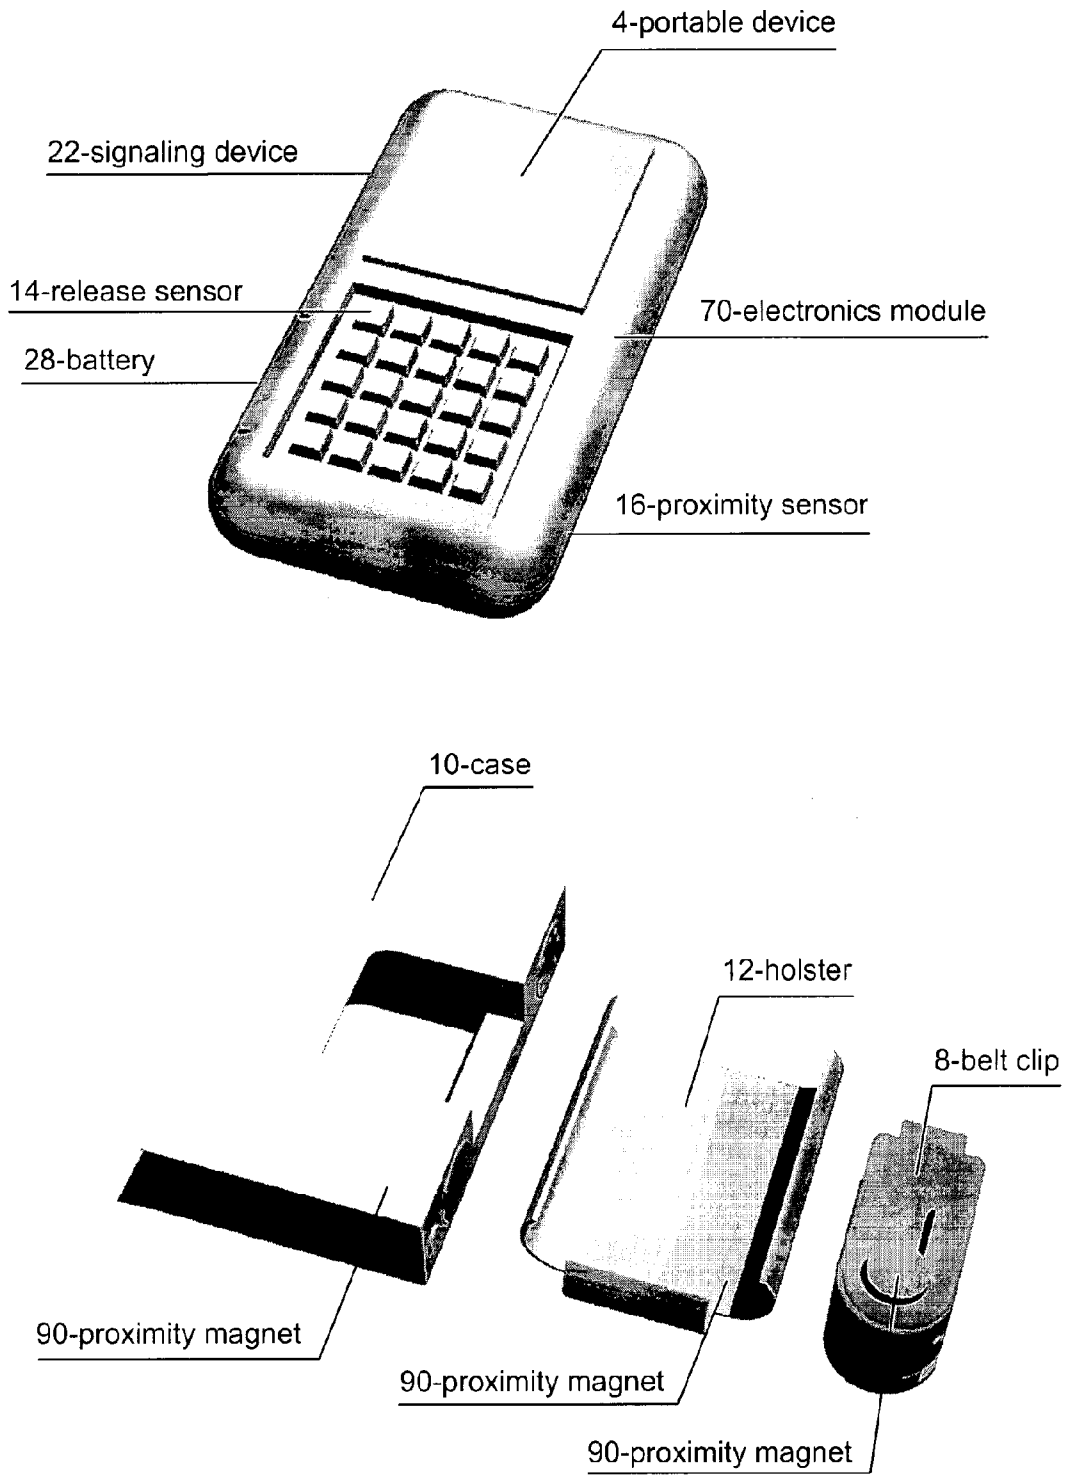 4-portable device
22-signaling device
14-release sensor
70-electronics module
28-battery
16-proximity sensor
10-case
12-holster
8-belt clip
90-proximity magnet
90-proximity magnet
90-proximity magnet